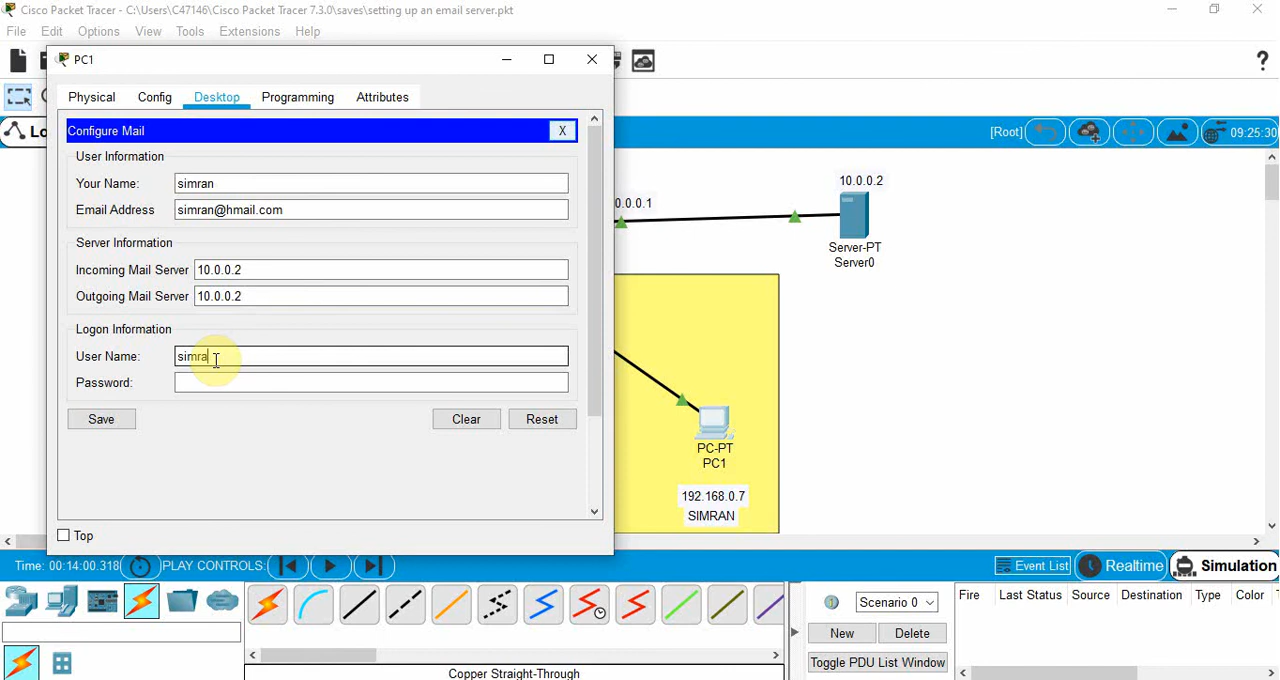 Cisco Packet Tracer - C:\Users\C47146\Cisco Packet Tracer 7.3.0\saves\setting up an email server.pkt
File Edit Options View Tools Extensions Help
PC1
Physical Config Desktop Programming Attributes
Configure Mail X
User Information
Your Name: simran
Email Address simran@hmail.com
Server Information
Incoming Mail Server 10.0.0.2
Outgoing Mail Server 10.0.0.2
Logon Information
User Name: simra
Password:
Save Clear Reset
Top
Lo
[Root] 09:25:30
0.0.0.1
10.0.0.2
Server-PT
Server0
PC-PT
PC1
192.168.0.7
SIMRAN
Time: 00:14:00.318 PLAY CONTROLS: Event List Realtime Simulation
Scenario 0
New Delete
Toggle PDU List Window
Fire Last Status Source Destination Type Color
Copper Straight-Through